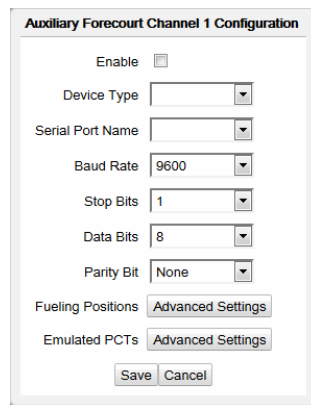 Auxiliary Forecourt Channel 1 Configuration
Enable
Device Type
Serial Port Name
Baud Rate 9600
Stop Bits 1
Data Bits 8
Parity Bit None
Fueling Positions Advanced Settings
Emulated PCTs Advanced Settings
Save Cancel